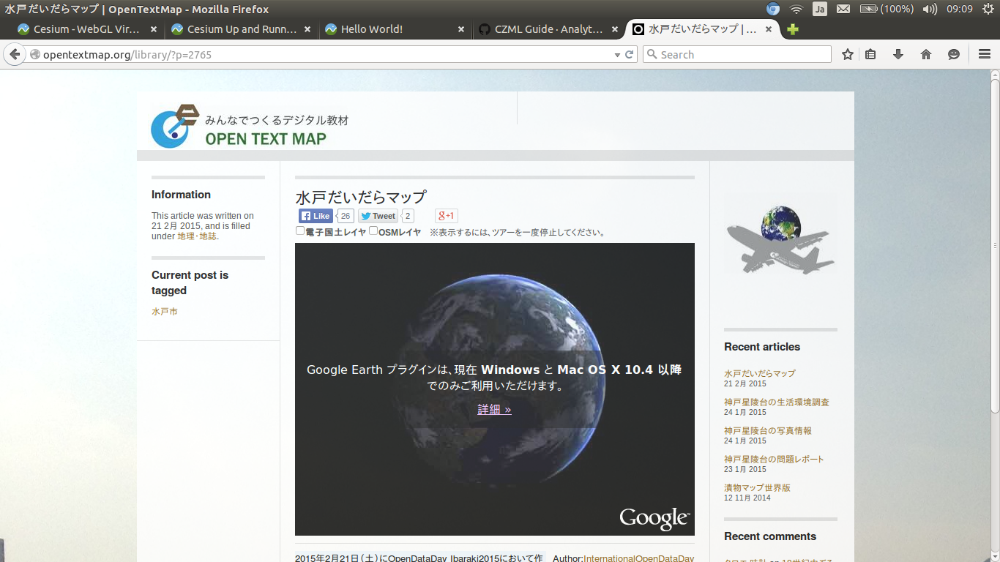 水戸だいだらマップ | OpenTextMap - Mozilla Firefox
Ja
(100%)
09:09
Cesium - WebGL Vir...
Cesium Up and Runn...
Hello World!
CZML Guide · Analyt...
水戸だいだらマップ | ...
opentextmap.org/library/?p=2765
Search
みんなでつくるデジタル教材
OPEN TEXT MAP
Information
This article was written on
21 2月 2015, and is filled
under 地理・地誌.
Current post is
tagged
水戸市
水戸だいだらマップ
Like 26 Tweet 2 g+1
電子国土レイヤ OSMレイヤ ※表示するには、ツアーを一度停止してください。
Google Earth プラグインは、現在 Windows と Mac OS X 10.4 以降
でのみご利用いただけます。
詳細 »
Google™
2015年2月21日（土）にOpenDataDay Ibaraki2015において作
Author:InternationalOpenDataDay
Recent articles
水戸だいだらマップ
21 2月 2015
神戸星陵台の生活環境調査
24 1月 2015
神戸星陵台の写真情報
24 1月 2015
神戸星陵台の問題レポート
23 1月 2015
漬物マップ世界版
12 11月 2014
Recent comments